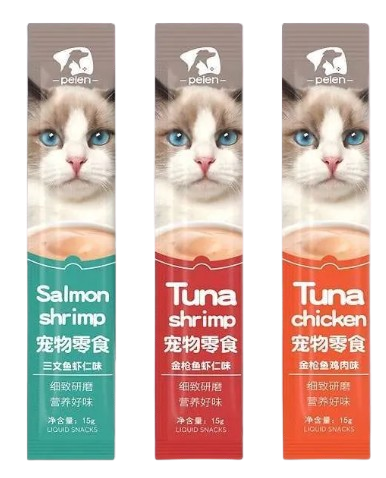 pelen
Salmon
shrimp
宠物零食
三文鱼虾仁味
细致研磨
营养好味
净含量：15g
LIQUID SNACKS
pelen
Tuna
shrimp
宠物零食
金枪鱼虾仁味
细致研磨
营养好味
净含量：15g
LIQUID SNACKS
pelen
Tuna
chicken
宠物零食
金枪鱼鸡肉味
细致研磨
营养好味
净含量：15g
LIQUID SNACKS